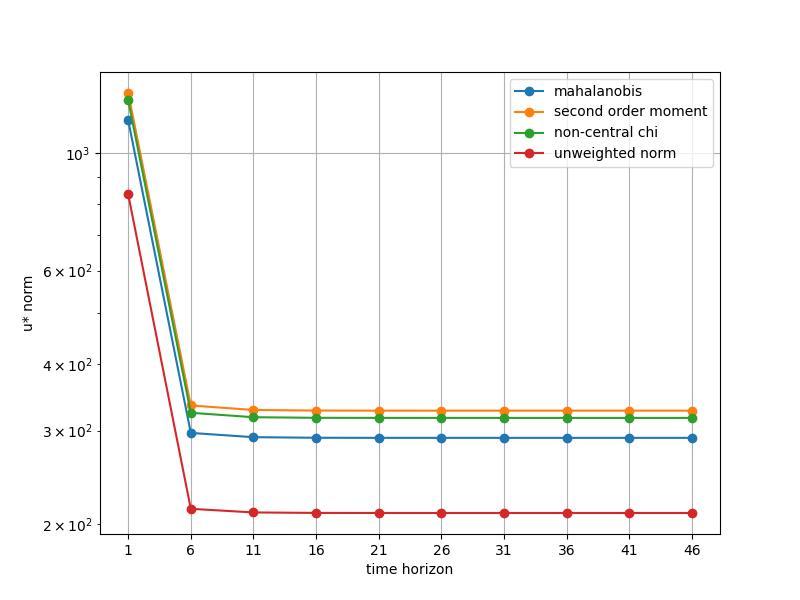 mahalanobis
second order moment
non-central chi
unweighted norm
10³
6 × 10²
4 × 10²
3 × 10²
2 × 10²
u* norm
1 6 11 16 21 26 31 36 41 46
time horizon